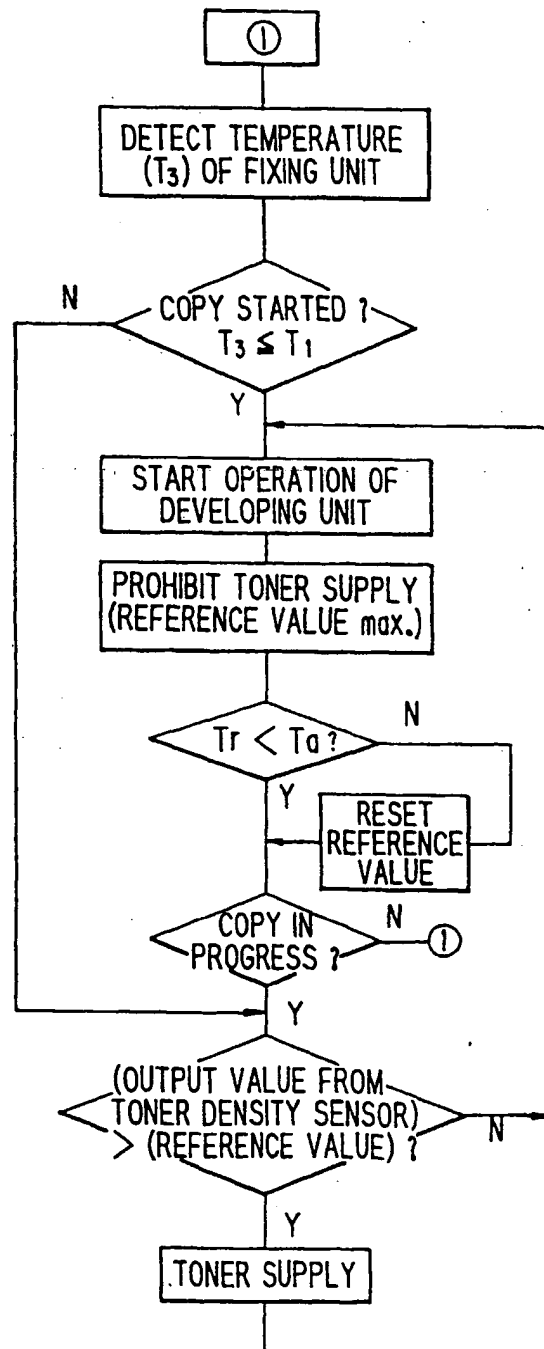 ①
DETECT TEMPERATURE
(T3) OF FIXING UNIT
N
COPY STARTED ?
T3 ≦ T1
Y
START OPERATION OF
DEVELOPING UNIT
PROHIBIT TONER SUPPLY
(REFERENCE VALUE max.)
Tr < Ta ?
N
Y
RESET
REFERENCE
VALUE
COPY IN
PROGRESS ?
N
①
Y
(OUTPUT VALUE FROM
TONER DENSITY SENSOR)
> (REFERENCE VALUE) ?
N
Y
TONER SUPPLY